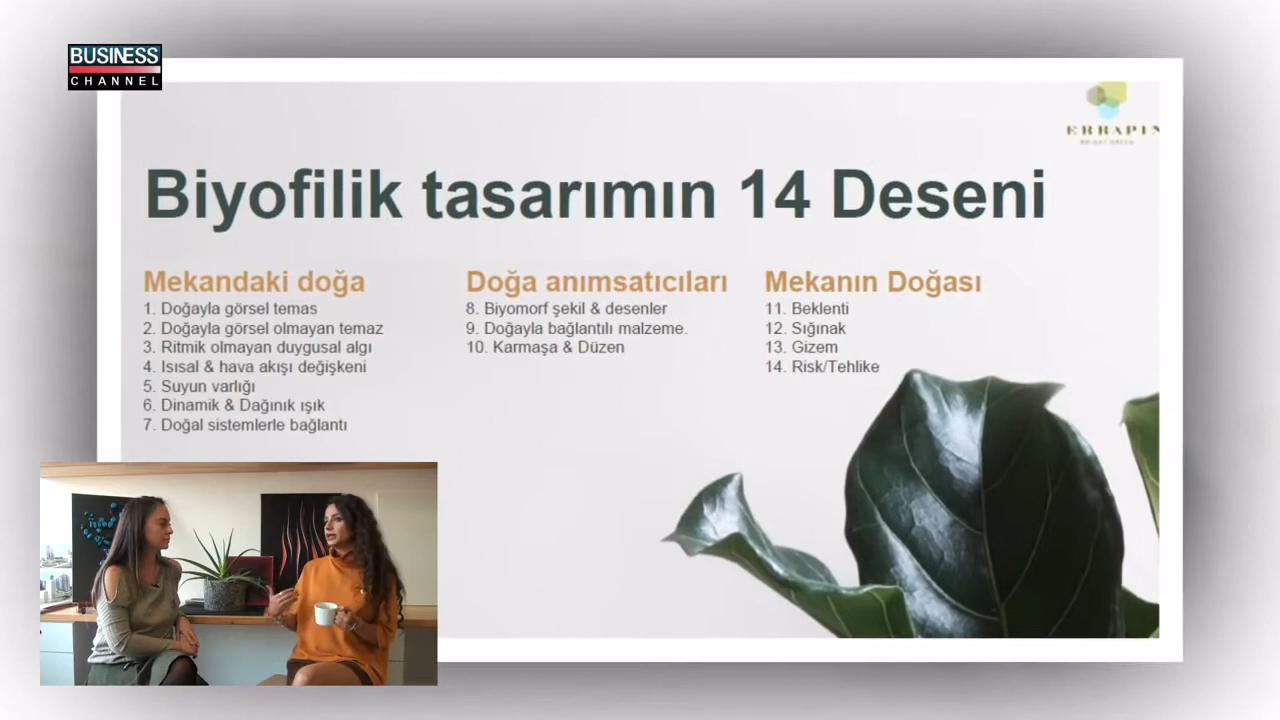 BUSINESS
CHANNEL
Biyofilik tasarımın 14 Deseni
Mekandaki doğa
1. Doğayla görsel temas
2. Doğayla görsel olmayan temaz
3. Ritmik olmayan duygusal algı
4. Isısal & hava akışı değişkeni
5. Suyun varlığı
6. Dinamik & Dağınık ışık
7. Doğal sistemlerle bağlantı
Doğa anımsatıcıları
8. Biyomorf şekil & desenler
9. Doğayla bağlantılı malzeme.
10. Karmaşa & Düzen
Mekanın Doğası
11. Beklenti
12. Sığınak
13. Gizem
14. Risk/Tehlike